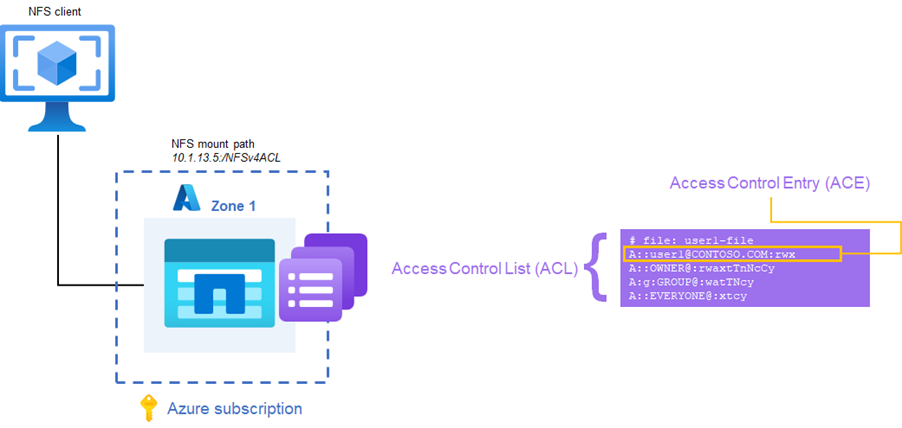 NFS client
NFS mount path
10.1.13.5:/NFSv4ACL
Zone 1
Azure subscription
Access Control List (ACL)
Access Control Entry (ACE)
# file: user1-file
A::user1@CONTOSO.COM:rwx
A::OWNER@:rwaxtTnNcCy
A:g:GROUP@:watTNcy
A::EVERYONE@:xtcy